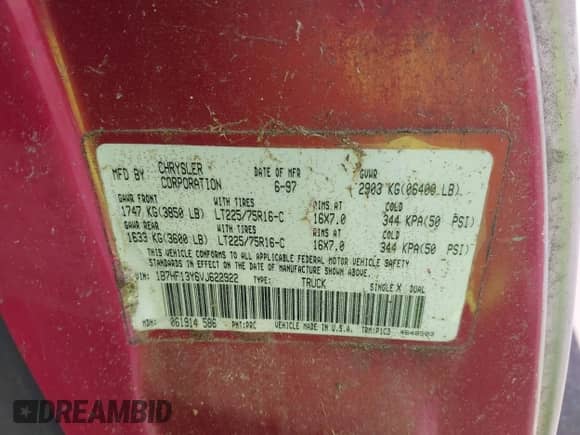 MFD BY CHRYSLER CORPORATION DATE OF MFR 6-97 GVWR 2903 KG(06400 LB)
GAWR FRONT WITH TIRES RIMS AT COLD
1747 KG(3850 LB) LT225/75R16-C 16X7.0 344 KPA(50 PSI)
GAWR REAR WITH TIRES RIMS AT COLD
1633 KG(3600 LB) LT225/75R16-C 16X7.0 344 KPA(50 PSI)
THIS VEHICLE CONFORMS TO ALL APPLICABLE FEDERAL MOTOR VEHICLE SAFETY
STANDARDS IN EFFECT ON THE DATE OF MANUFACTURE SHOWN ABOVE.
VIN: 1B7HF13Y6VJ622922 TYPE: TRUCK SINGLE X DUAL
MDH: 061914 586 PNT:PRC VEHICLE MADE IN U.S.A. TRM:P1C3 4648503
DREAMBID